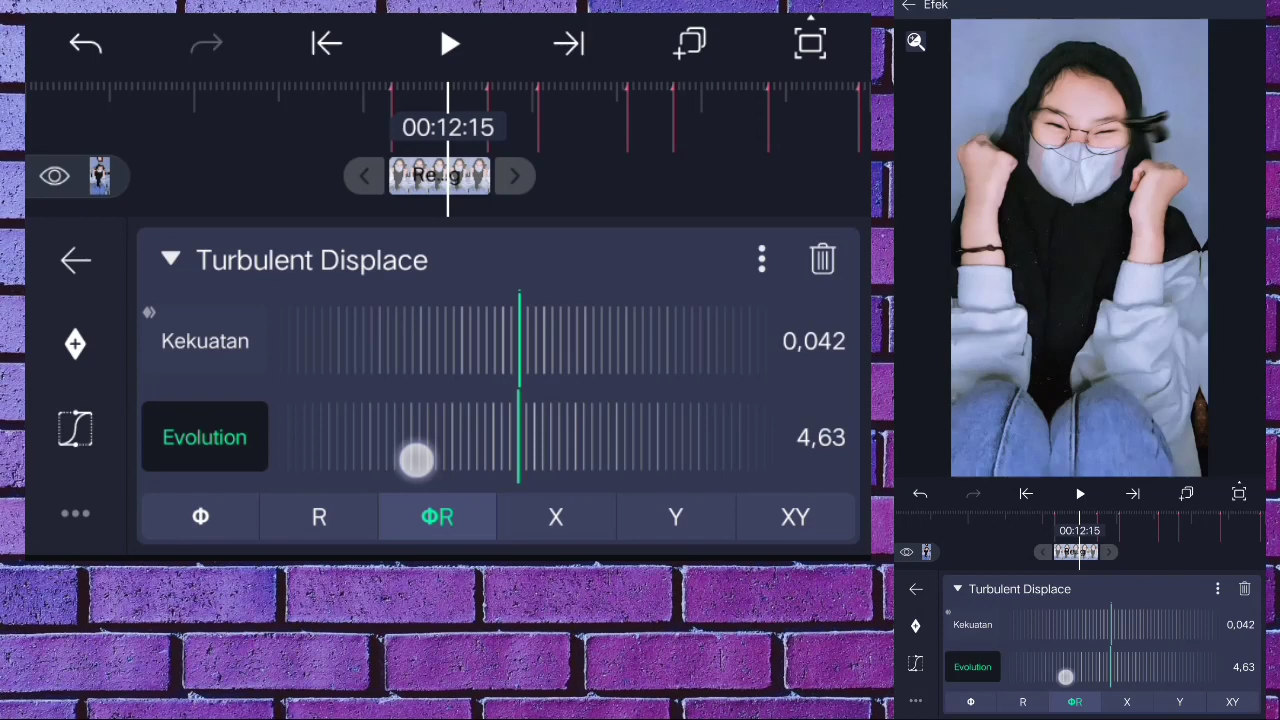 00:12:15
Re...g
Turbulent Displace
Kekuatan
0,042
Evolution
4,63
Φ R ΦR X Y XY
Efek
00:12:15
Turbulent Displace
Kekuatan
0,042
Evolution
4,63
Φ R ΦR X Y XY